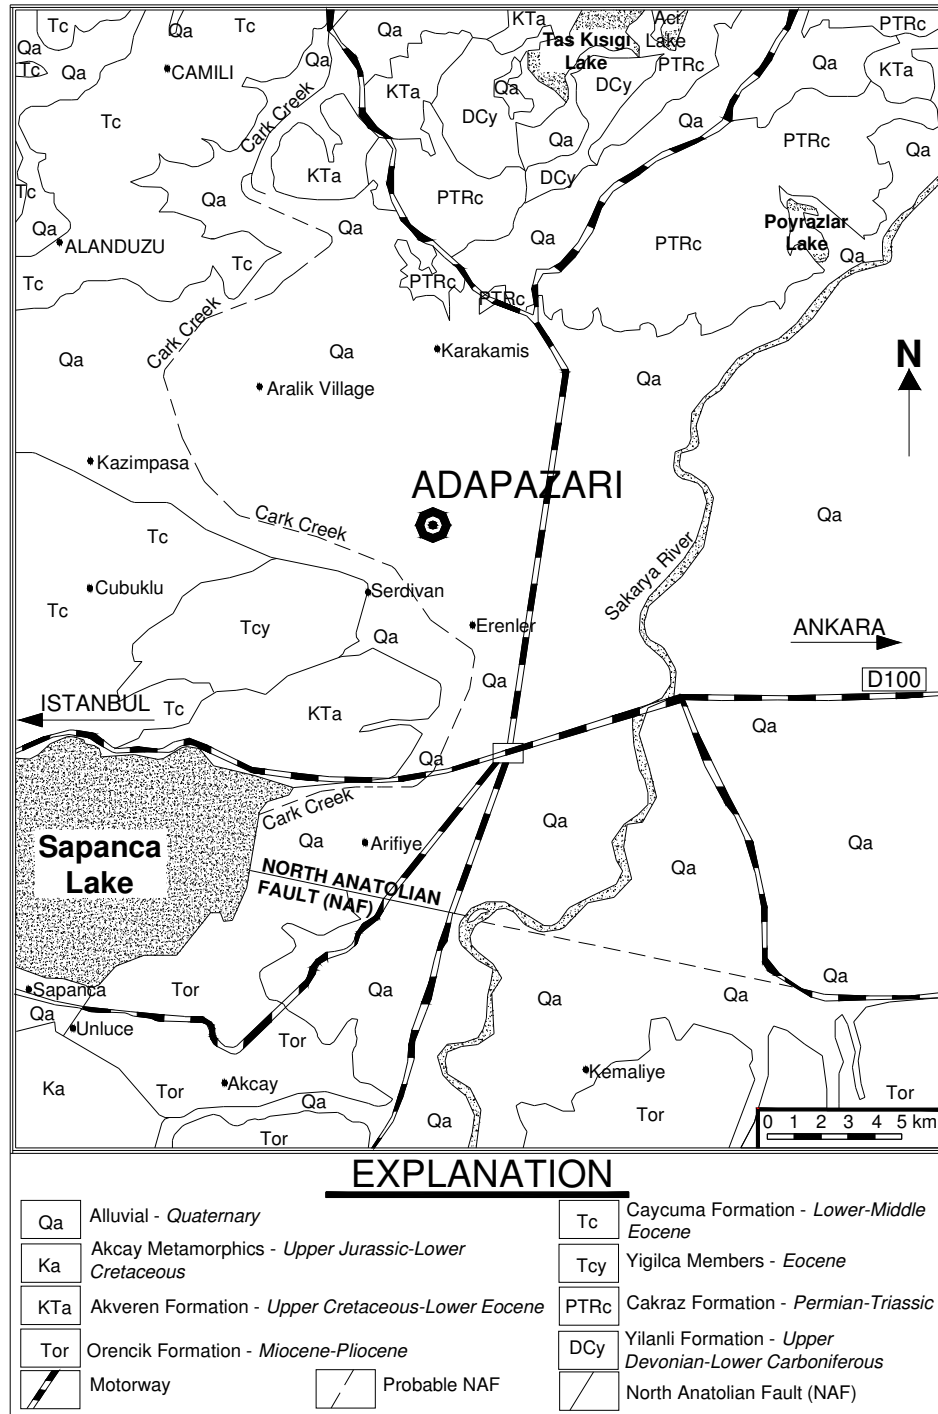 Tc
Qa
Qa
KTa
Tas Kısıgı
Lake
Acr
Lake
PTRc
Qa
Tc
Qa
CAMILI
Qa
KTa
PTRc
DCy
Qa
KTa
Qa
DCy
Tc
Cark Creek
DCy
Qa
Qa
PTRc
Qa
KTa
DCy
Tc
Qa
PTRc
Qa
Qa
ALANDUZU
Qa
Poyrazlar
Lake
Qa
PTRc
Tc
Tc
PTRc
PTRc
Cark Creek
Qa
Qa
Karakamis
N
Aralik Village
Qa
Kazimpasa
ADAPAZARI
Cark Creek
Qa
Tc
Sakarya River
Cubuklu
Serdivan
Tc
Tcy
Qa
Erenler
ANKARA
Qa
D100
ISTANBUL
Tc
KTa
Qa
Qa
Cark Creek
Qa
Sapanca
Lake
Qa
Arifiye
Qa
Qa
NORTH ANATOLIAN
FAULT (NAF)
Sapanca
Tor
Qa
Qa
Qa
Qa
Qa
Unluce
Tor
Ka
Tor
Akcay
Qa
Kemaliye
Tor
Tor
Qa
Tor
0 1 2 3 4 5 km
EXPLANATION
Qa Alluvial - Quaternary
Ka Akcay Metamorphics - Upper Jurassic-Lower
Cretaceous
KTa Akveren Formation - Upper Cretaceous-Lower Eocene
Tor Orencik Formation - Miocene-Pliocene
Motorway
Probable NAF
Tc Caycuma Formation - Lower-Middle
Eocene
Tcy Yigilca Members - Eocene
PTRc Cakraz Formation - Permian-Triassic
DCy Yilanli Formation - Upper
Devonian-Lower Carboniferous
North Anatolian Fault (NAF)